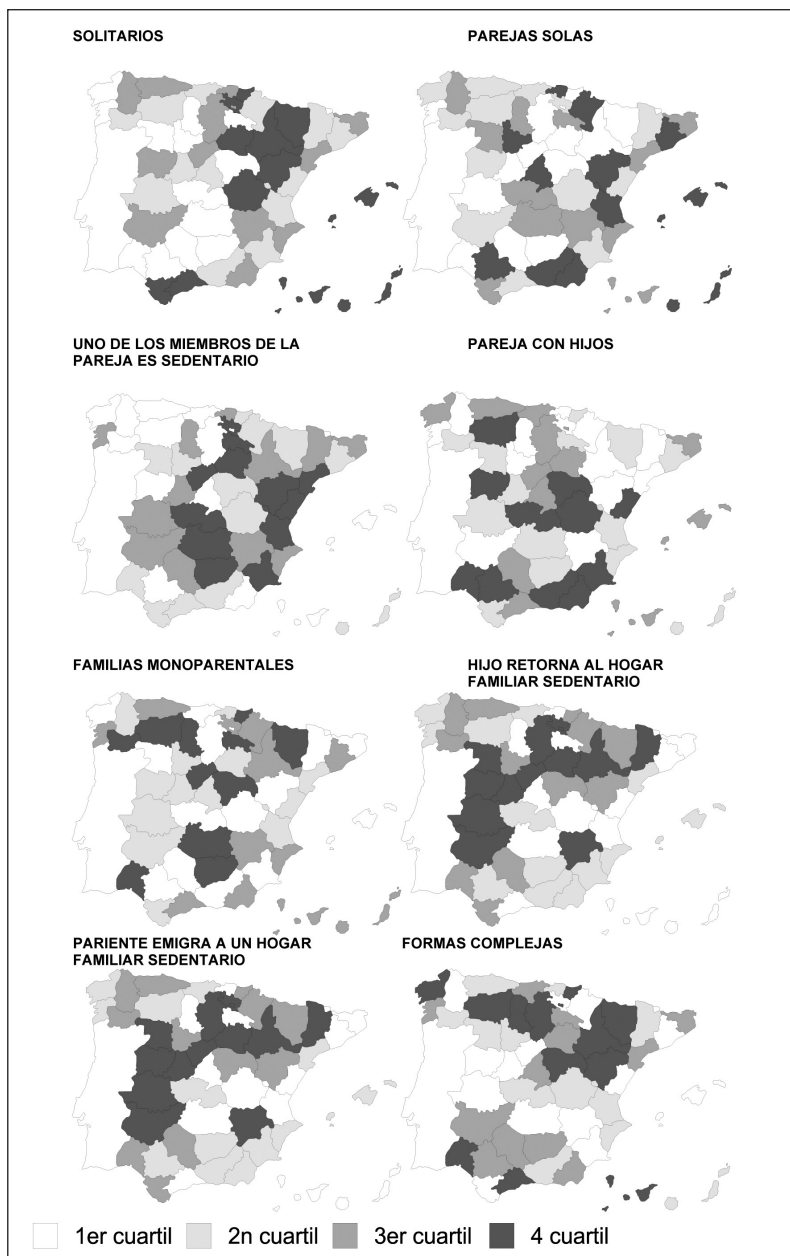 SOLITARIOS
PAREJAS SOLAS
UNO DE LOS MIEMBROS DE LA
PAREJA ES SEDENTARIO
PAREJA CON HIJOS
FAMILIAS MONOPARENTALES
HIJO RETORNA AL HOGAR
FAMILIAR SEDENTARIO
PARIENTE EMIGRA A UN HOGAR
FAMILIAR SEDENTARIO
FORMAS COMPLEJAS
1er cuartil 2n cuartil 3er cuartil 4 cuartil